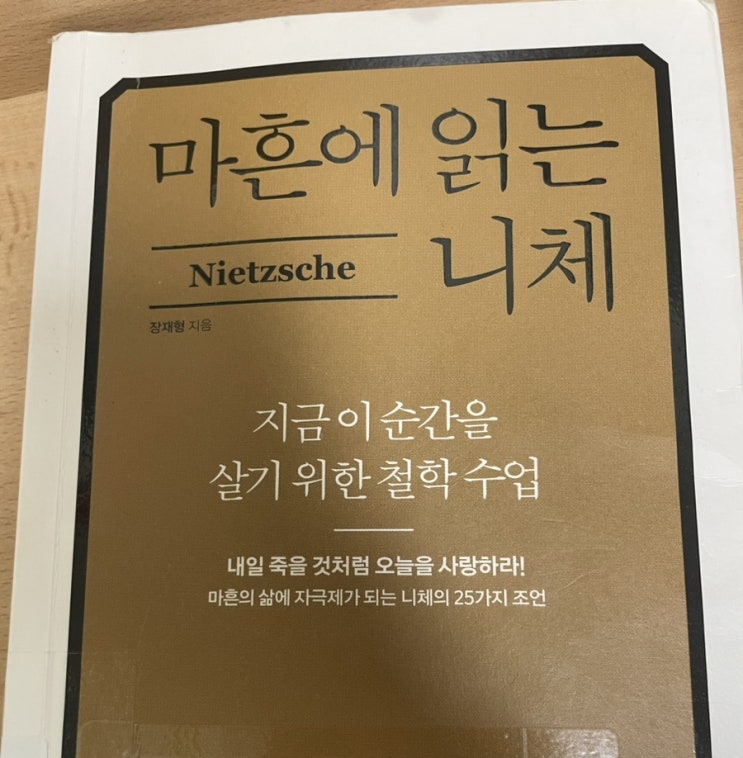 마흔에 읽는
니체
Nietzsche
장재형 지음
지금 이 순간을
살기 위한 철학 수업
내일 죽을 것처럼 오늘을 사랑하라!
마흔의 삶에 자극제가 되는 니체의 25가지 조언